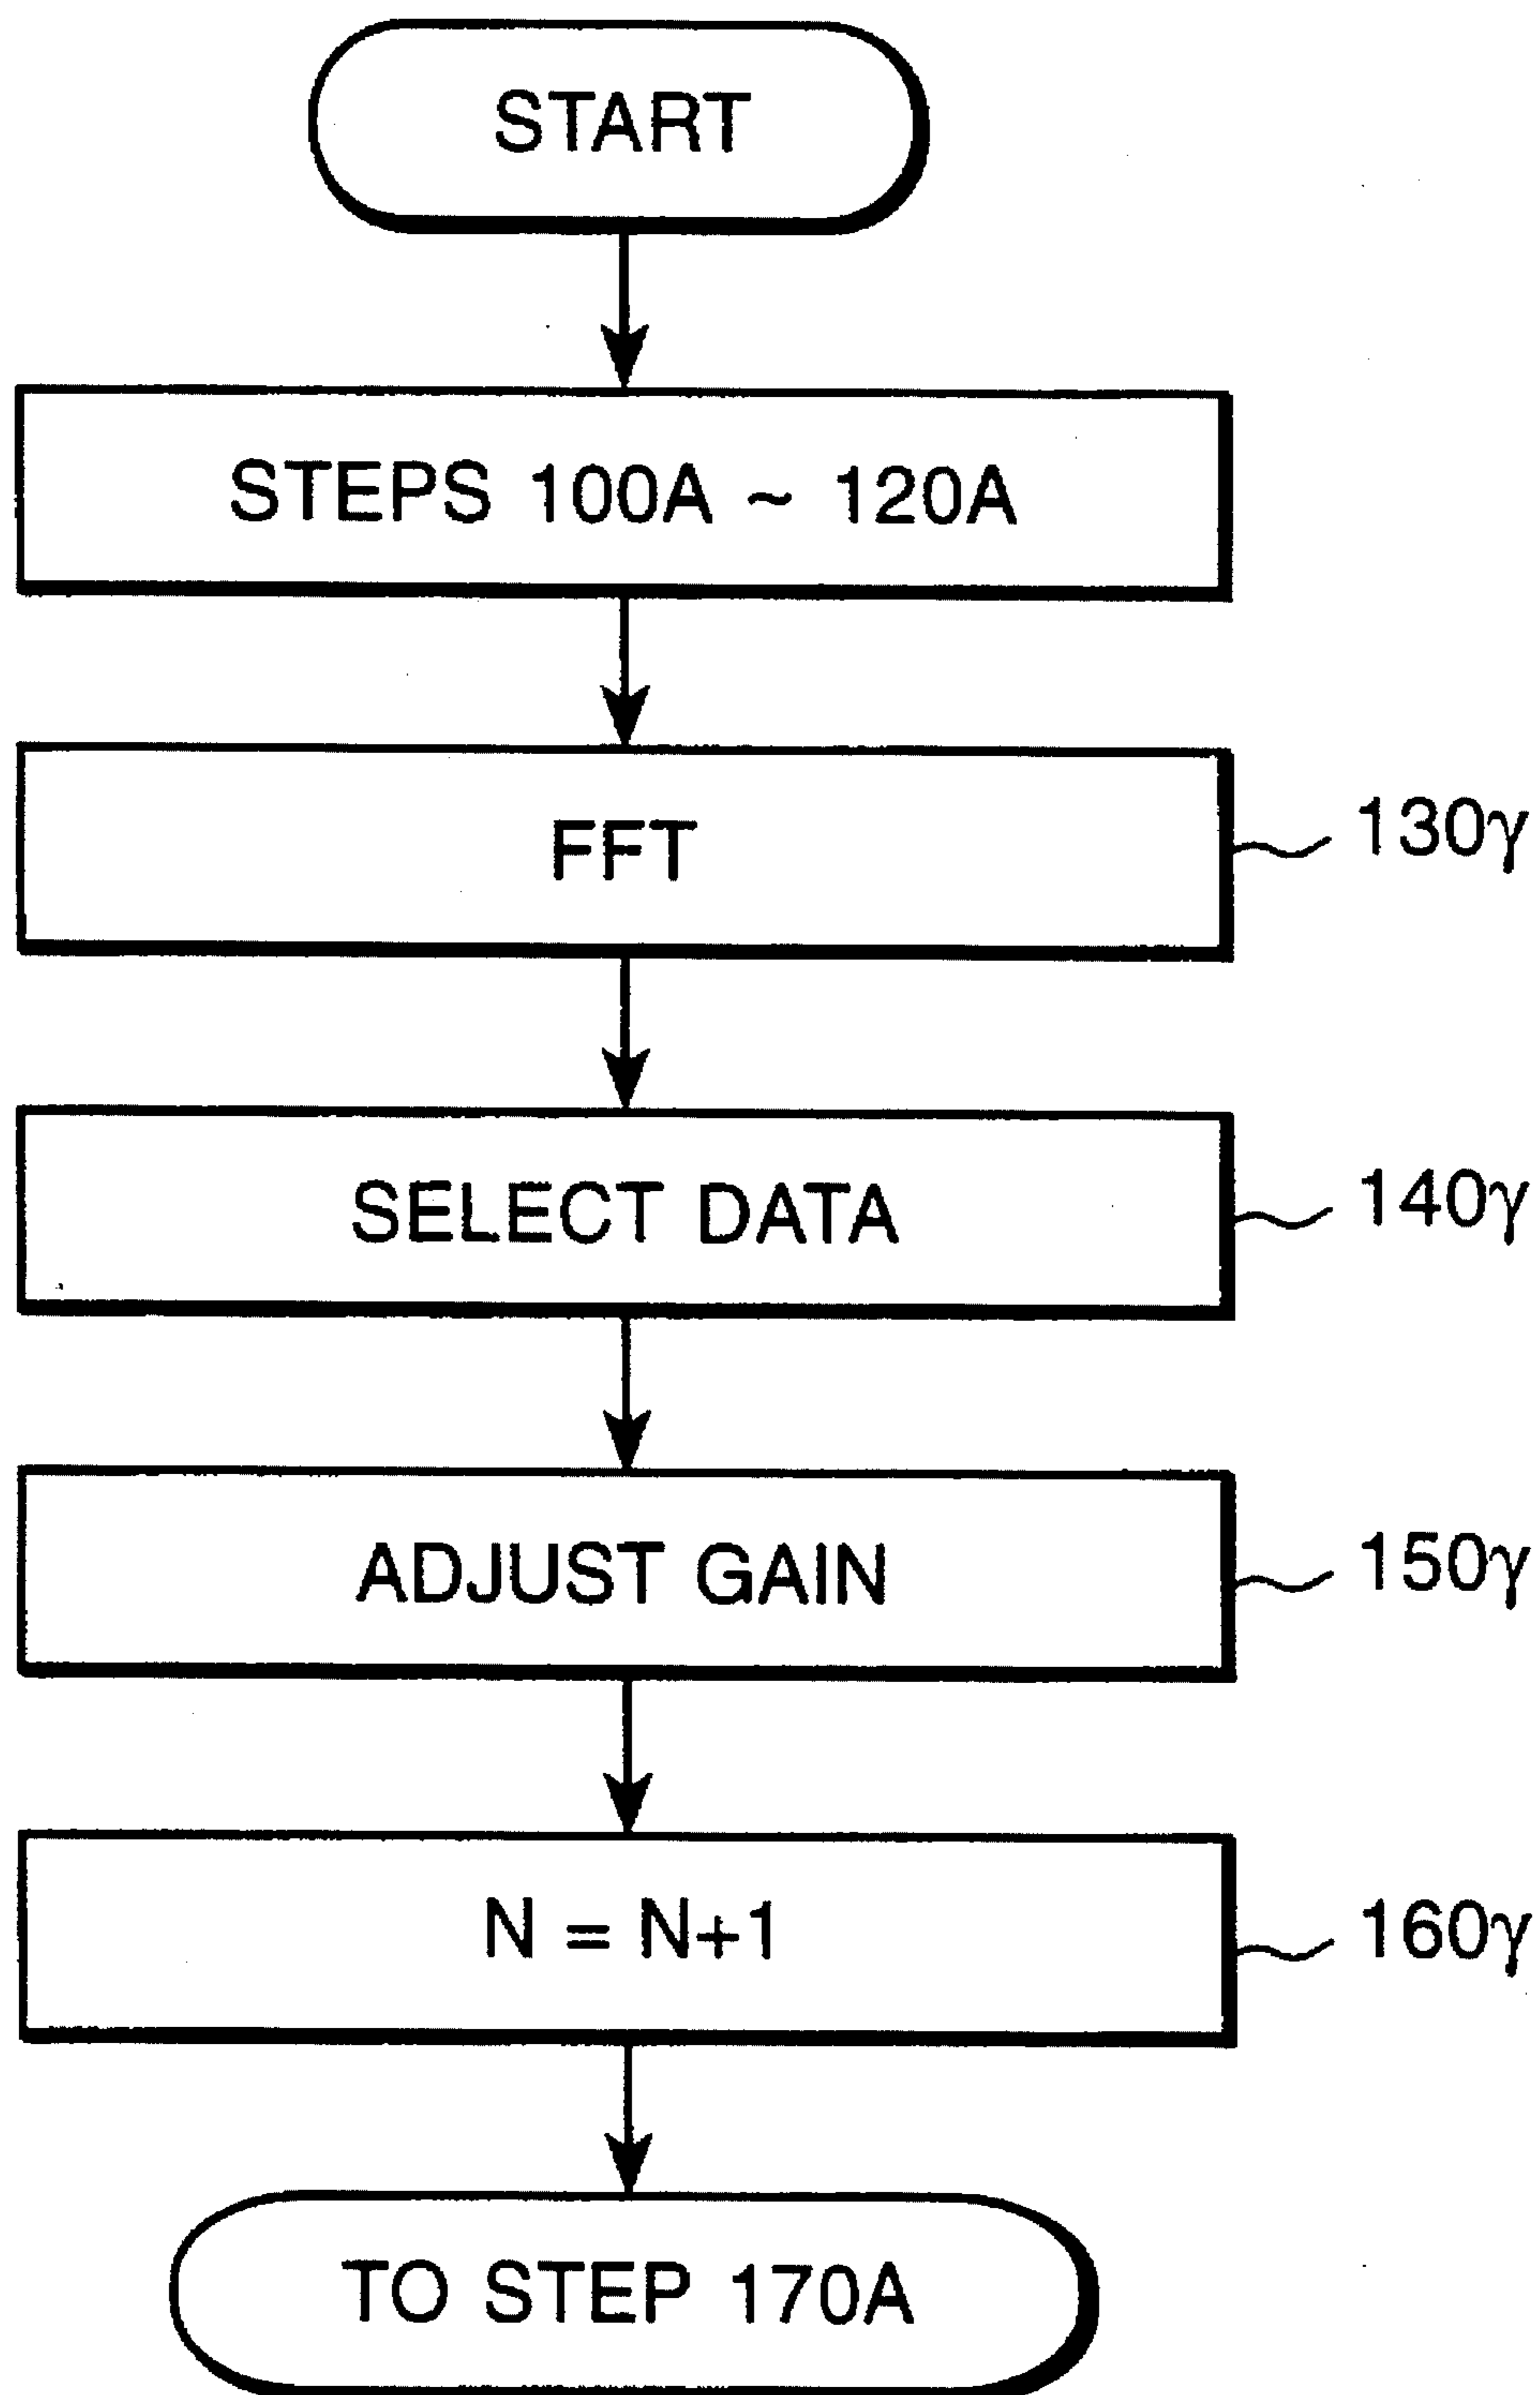 START
STEPS 100A ~ 120A
FFT
130γ
SELECT DATA
140γ
ADJUST GAIN
150γ
N = N+1
160γ
TO STEP 170A